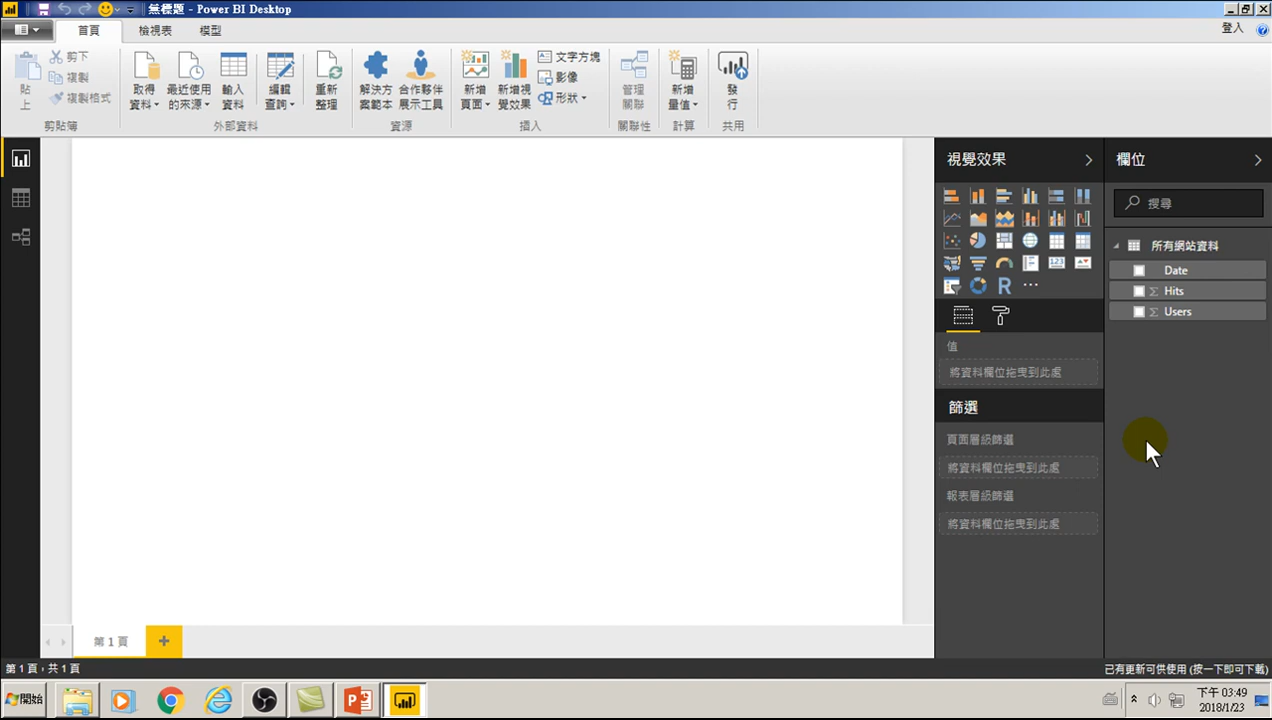 無標題 - Power BI Desktop
首頁 檢視表 模型
登入
貼上
剪下
複製
複製格式
剪貼簿
取得資料
最近使用的來源
輸入資料
編輯查詢
外部資料
重新整理
解決方案範本
合作夥伴展示工具
資源
新增頁面
新增視覺效果
文字方塊
影像
形狀
插入
管理關聯
關聯性
新增量值
計算
發行
共用
視覺效果
值
將資料欄位拖曳到此處
篩選
頁面層級篩選
將資料欄位拖曳到此處
報表層級篩選
將資料欄位拖曳到此處
欄位
搜尋
所有網站資料
Date
Hits
Users
第 1 頁
第 1 頁，共 1 頁
已有更新可供使用 (按一下即可下載)
開始
下午 03:49
2018/1/23